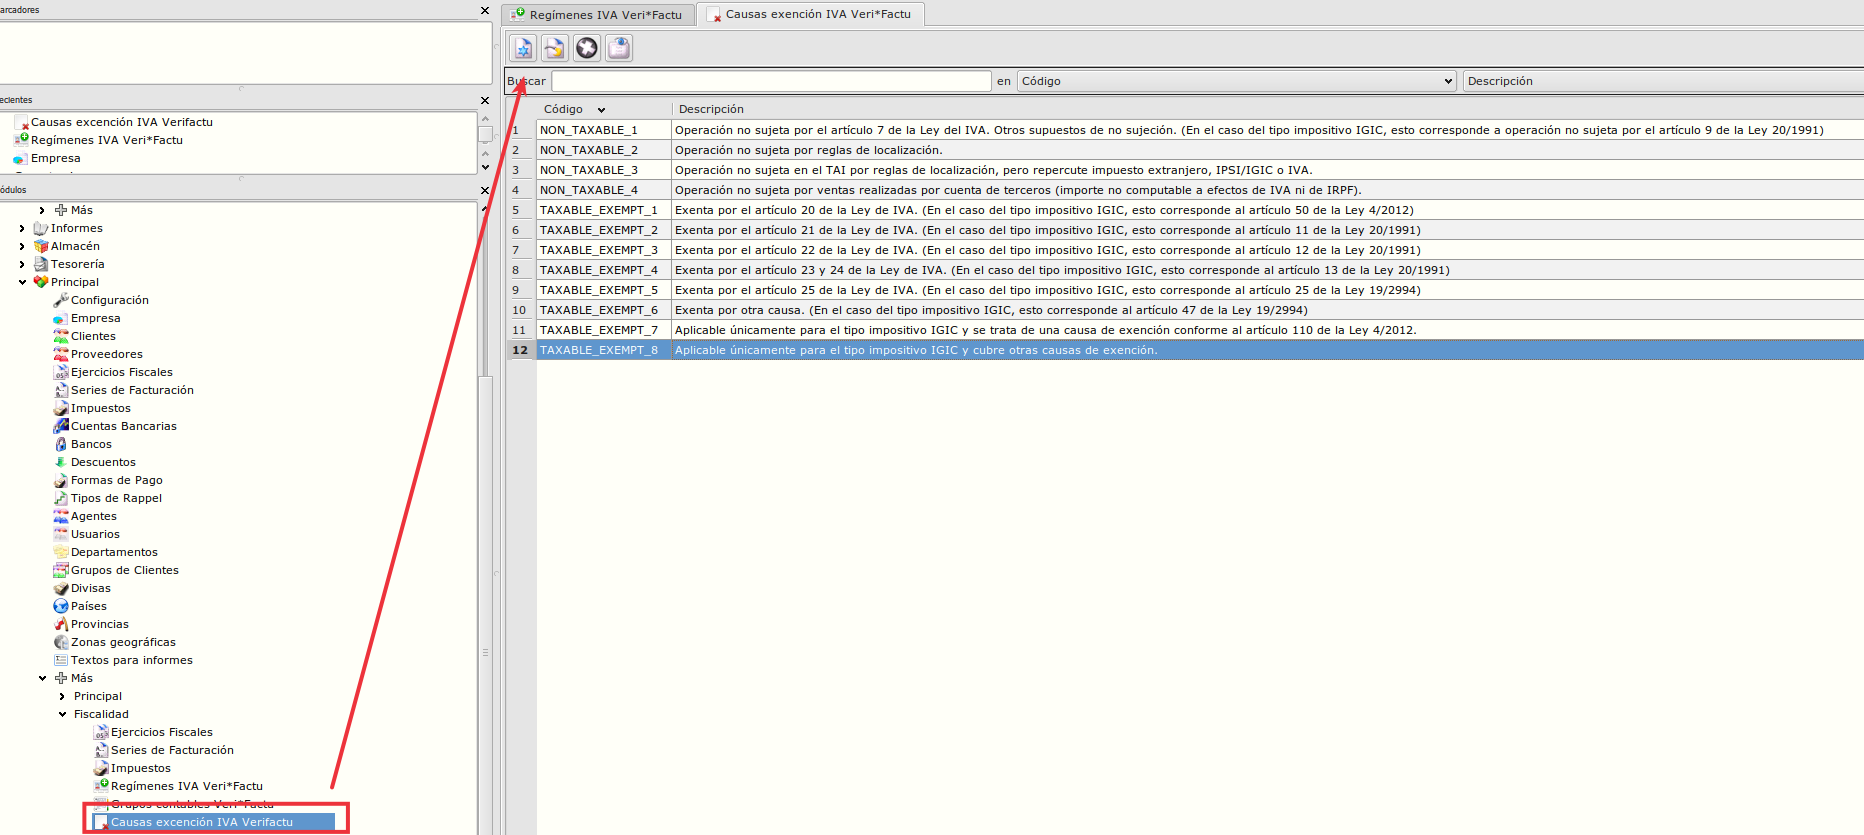 arcadores
ecientes
Causas excención IVA Verifactu
Regímenes IVA Veri*Factu
Empresa
ódulos
Más
Informes
Almacén
Tesorería
Principal
Configuración
Empresa
Clientes
Proveedores
Ejercicios Fiscales
Series de Facturación
Impuestos
Cuentas Bancarias
Bancos
Descuentos
Formas de Pago
Tipos de Rappel
Agentes
Usuarios
Departamentos
Grupos de Clientes
Divisas
Países
Provincias
Zonas geográficas
Textos para informes
Más
Principal
Fiscalidad
Ejercicios Fiscales
Series de Facturación
Impuestos
Regímenes IVA Veri*Factu
Grupos contables Veri*Factu
Causas excención IVA Verifactu
Regímenes IVA Veri*Factu
Causas exención IVA Veri*Factu
Buscar en Código Descripción
Código Descripción
1 NON_TAXABLE_1 Operación no sujeta por el artículo 7 de la Ley del IVA. Otros supuestos de no sujeción. (En el caso del tipo impositivo IGIC, esto corresponde a operación no sujeta por el artículo 9 de la Ley 20/1991)
2 NON_TAXABLE_2 Operación no sujeta por reglas de localización.
3 NON_TAXABLE_3 Operación no sujeta en el TAI por reglas de localización, pero repercute impuesto extranjero, IPSI/IGIC o IVA.
4 NON_TAXABLE_4 Operación no sujeta por ventas realizadas por cuenta de terceros (importe no computable a efectos de IVA ni de IRPF).
5 TAXABLE_EXEMPT_1 Exenta por el artículo 20 de la Ley de IVA. (En el caso del tipo impositivo IGIC, esto corresponde al artículo 50 de la Ley 4/2012)
6 TAXABLE_EXEMPT_2 Exenta por el artículo 21 de la Ley de IVA. (En el caso del tipo impositivo IGIC, esto corresponde al artículo 11 de la Ley 20/1991)
7 TAXABLE_EXEMPT_3 Exenta por el artículo 22 de la Ley de IVA. (En el caso del tipo impositivo IGIC, esto corresponde al artículo 12 de la Ley 20/1991)
8 TAXABLE_EXEMPT_4 Exenta por el artículo 23 y 24 de la Ley de IVA. (En el caso del tipo impositivo IGIC, esto corresponde al artículo 13 de la Ley 20/1991)
9 TAXABLE_EXEMPT_5 Exenta por el artículo 25 de la Ley de IVA. (En el caso del tipo impositivo IGIC, esto corresponde al artículo 25 de la Ley 19/2994)
10 TAXABLE_EXEMPT_6 Exenta por otra causa. (En el caso del tipo impositivo IGIC, esto corresponde al artículo 47 de la Ley 19/2994)
11 TAXABLE_EXEMPT_7 Aplicable únicamente para el tipo impositivo IGIC y se trata de una causa de exención conforme al artículo 110 de la Ley 4/2012.
12 TAXABLE_EXEMPT_8 Aplicable únicamente para el tipo impositivo IGIC y cubre otras causas de exención.